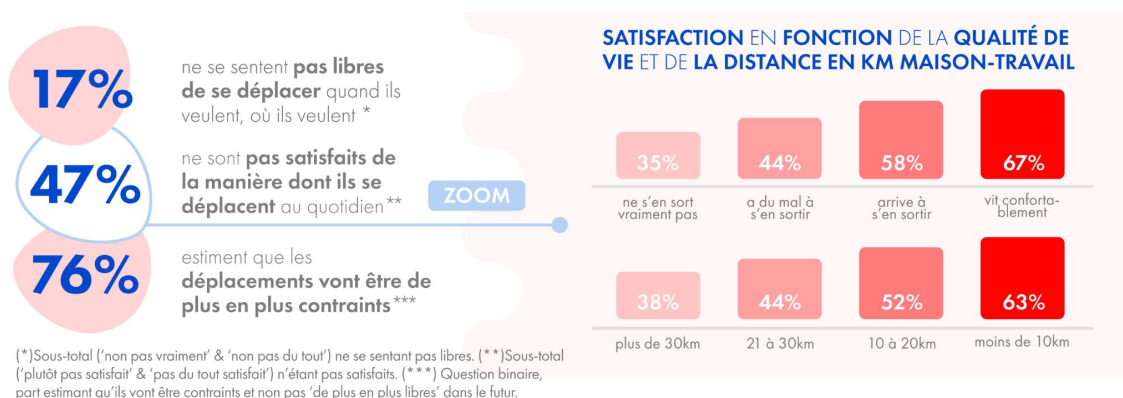 17%
ne se sentent pas libres
de se déplacer quand ils
veulent, où ils veulent *
47%
ne sont pas satisfaits de
la manière dont ils se
déplacent au quotidien**
ZOOM
76%
estiment que les
déplacements vont être de
plus en plus contraints***
(*)Sous-total ('non pas vraiment' & 'non pas du tout') ne se sentant pas libres. (**)Sous-total
('plutôt pas satisfait' & 'pas du tout satisfait') n'étant pas satisfaits. (***) Question binaire,
part estimant qu'ils vont être contraints et non pas 'de plus en plus libres' dans le futur.
SATISFACTION EN FONCTION DE LA QUALITÉ DE
VIE ET DE LA DISTANCE EN KM MAISON-TRAVAIL
35% 44% 58% 67%
ne s'en sort a du mal à arrive à vit conforta-
vraiment pas s'en sortir s'en sortir blement
38% 44% 52% 63%
plus de 30km 21 à 30km 10 à 20km moins de 10km